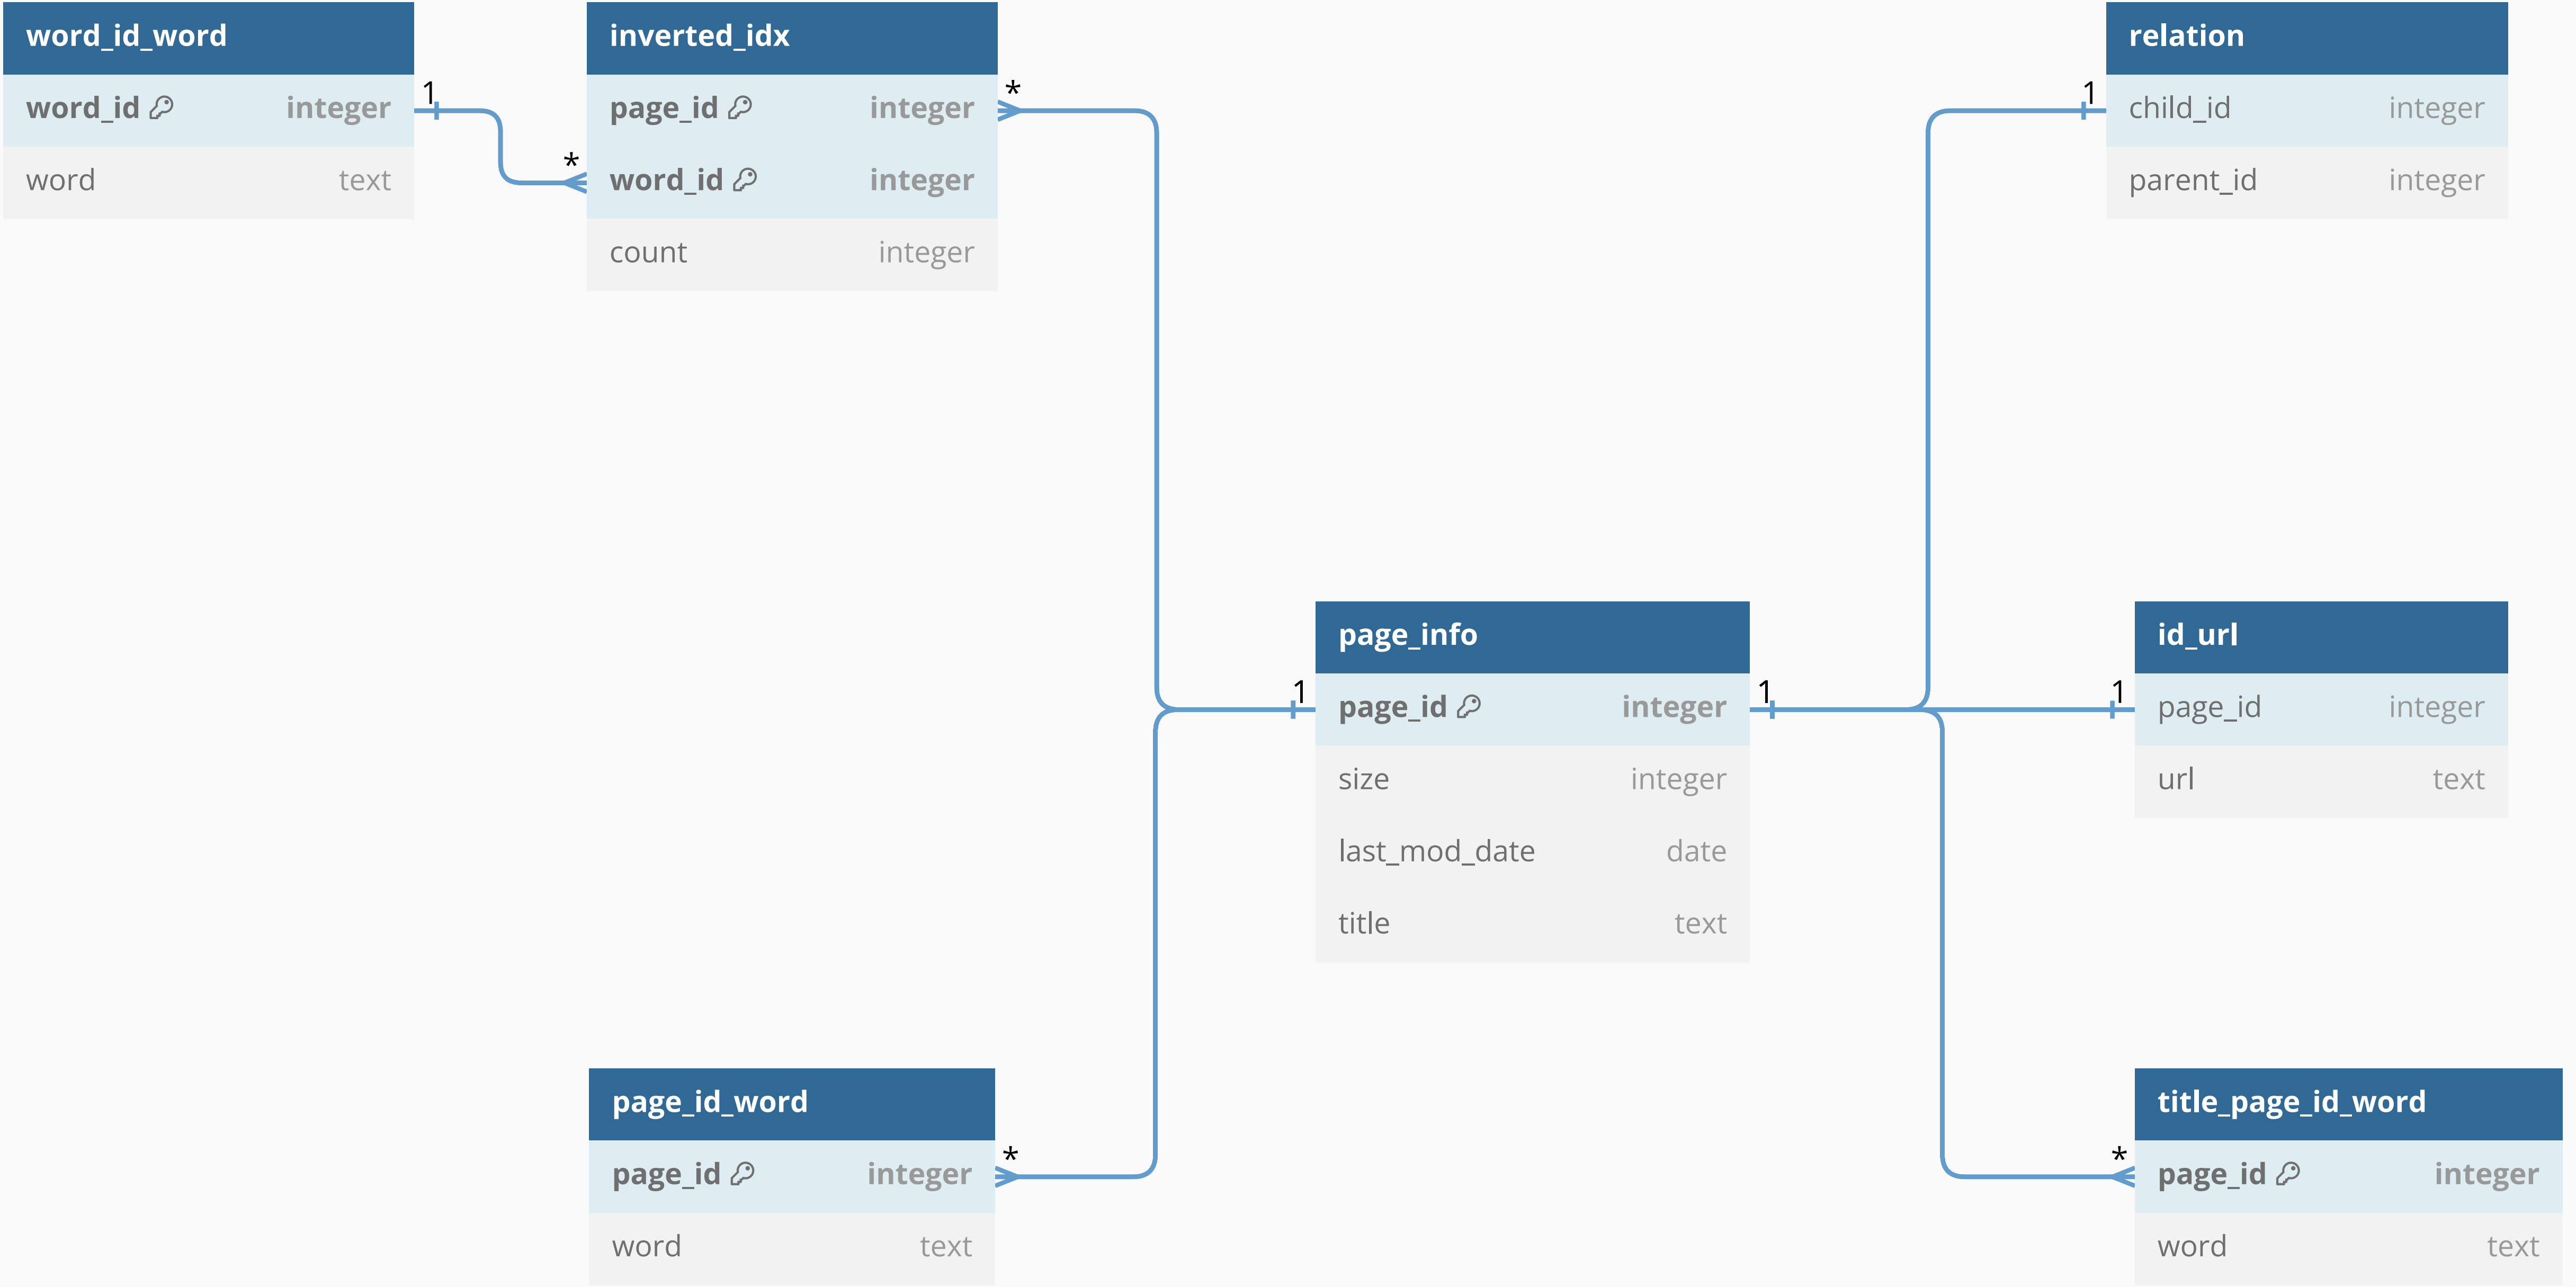 word_id_word
word_id integer
word text
1
*
inverted_idx
page_id integer
word_id integer
count integer
*
relation
child_id integer
parent_id integer
1
page_info
page_id integer
size integer
last_mod_date date
title text
1
1
id_url
page_id integer
url text
1
page_id_word
page_id integer
word text
*
title_page_id_word
page_id integer
word text
*